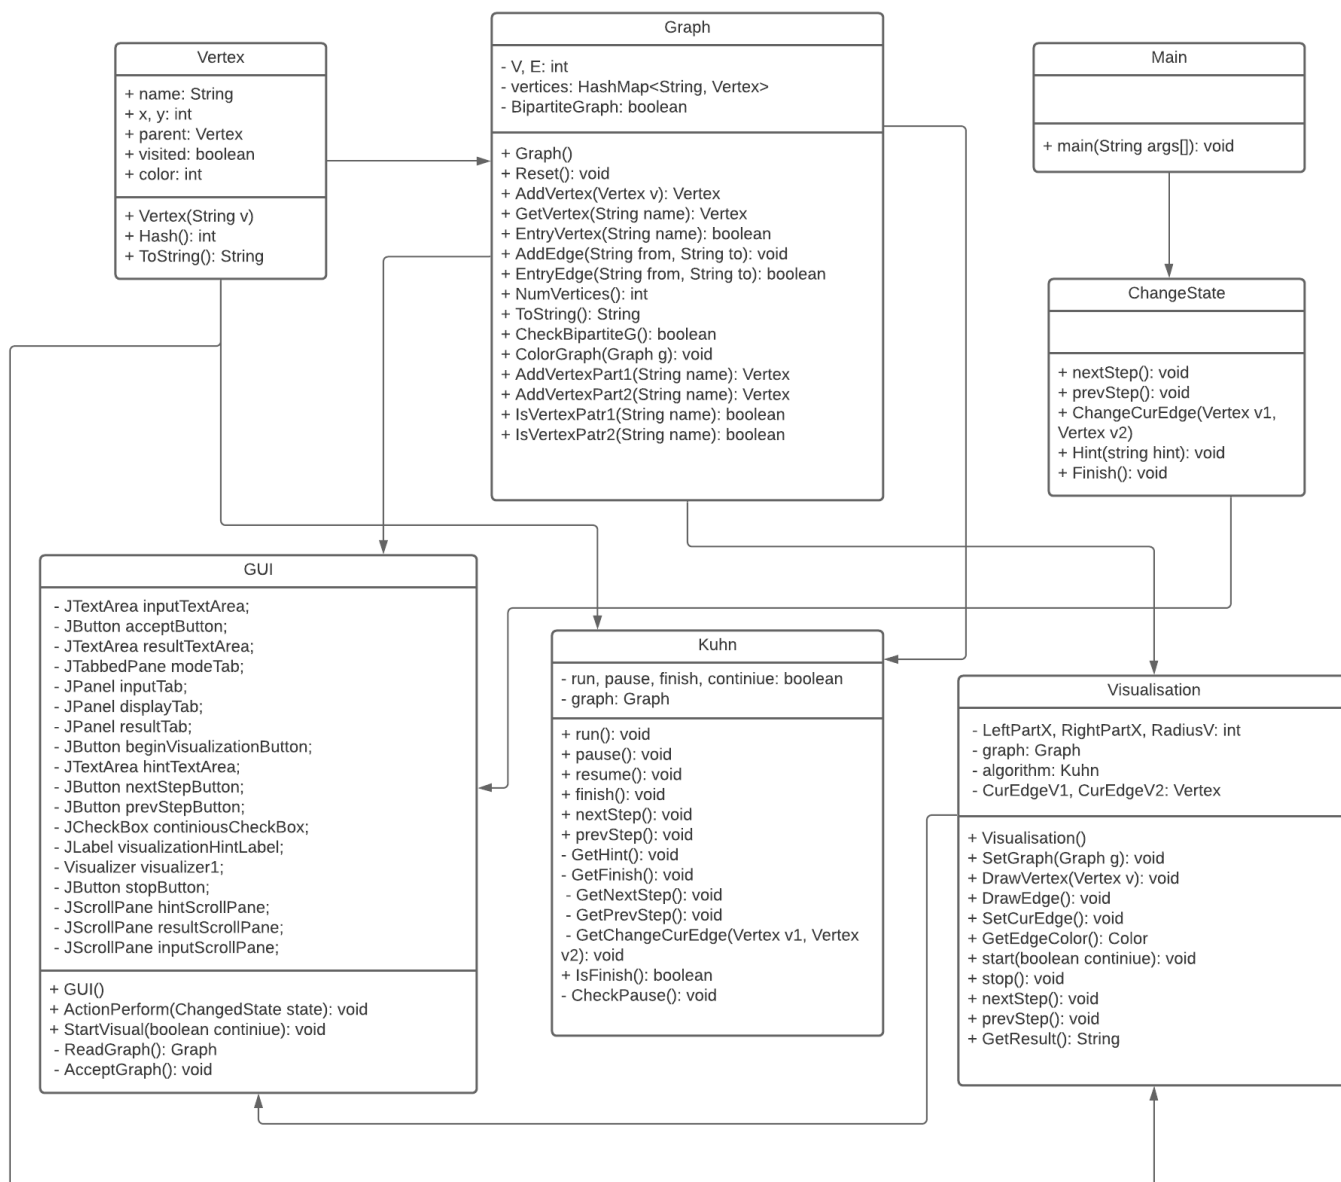 Vertex
+ name: String
+ x, y: int
+ parent: Vertex
+ visited: boolean
+ color: int
+ Vertex(String v)
+ Hash(): int
+ ToString(): String
Graph
- V, E: int
- vertices: HashMap<String, Vertex>
- BipartiteGraph: boolean
+ Graph()
+ Reset(): void
+ AddVertex(Vertex v): Vertex
+ GetVertex(String name): Vertex
+ EntryVertex(String name): boolean
+ AddEdge(String from, String to): void
+ EntryEdge(String from, String to): boolean
+ NumVertices(): int
+ ToString(): String
+ CheckBipartiteG(): boolean
+ ColorGraph(Graph g): void
+ AddVertexPart1(String name): Vertex
+ AddVertexPart2(String name): Vertex
+ IsVertexPatr1(String name): boolean
+ IsVertexPatr2(String name): boolean
Main
+ main(String args[]): void
ChangeState
+ nextStep(): void
+ prevStep(): void
+ ChangeCurEdge(Vertex v1,
Vertex v2)
+ Hint(string hint): void
+ Finish(): void
GUI
- JTextArea inputTextArea;
- JButton acceptButton;
- JTextArea resultTextArea;
- JTabbedPane modeTab;
- JPanel inputTab;
- JPanel displayTab;
- JPanel resultTab;
- JButton beginVisualizationButton;
- JTextArea hintTextArea;
- JButton nextStepButton;
- JButton prevStepButton;
- JCheckBox continiousCheckBox;
- JLabel visualizationHintLabel;
- Visualizer visualizer1;
- JButton stopButton;
- JScrollPane hintScrollPane;
- JScrollPane resultScrollPane;
- JScrollPane inputScrollPane;
+ GUI()
+ ActionPerform(ChangedState state): void
+ StartVisual(boolean continiue): void
- ReadGraph(): Graph
- AcceptGraph(): void
Kuhn
- run, pause, finish, continiue: boolean
- graph: Graph
+ run(): void
+ pause(): void
+ resume(): void
+ finish(): void
+ nextStep(): void
+ prevStep(): void
- GetHint(): void
- GetFinish(): void
- GetNextStep(): void
- GetPrevStep(): void
- GetChangeCurEdge(Vertex v1, Vertex
v2): void
+ IsFinish(): boolean
- CheckPause(): void
Visualisation
- LeftPartX, RightPartX, RadiusV: int
- graph: Graph
- algorithm: Kuhn
- CurEdgeV1, CurEdgeV2: Vertex
+ Visualisation()
+ SetGraph(Graph g): void
+ DrawVertex(Vertex v): void
+ DrawEdge(): void
+ SetCurEdge(): void
+ GetEdgeColor(): Color
+ start(boolean continiue): void
+ stop(): void
+ nextStep(): void
+ prevStep(): void
+ GetResult(): String